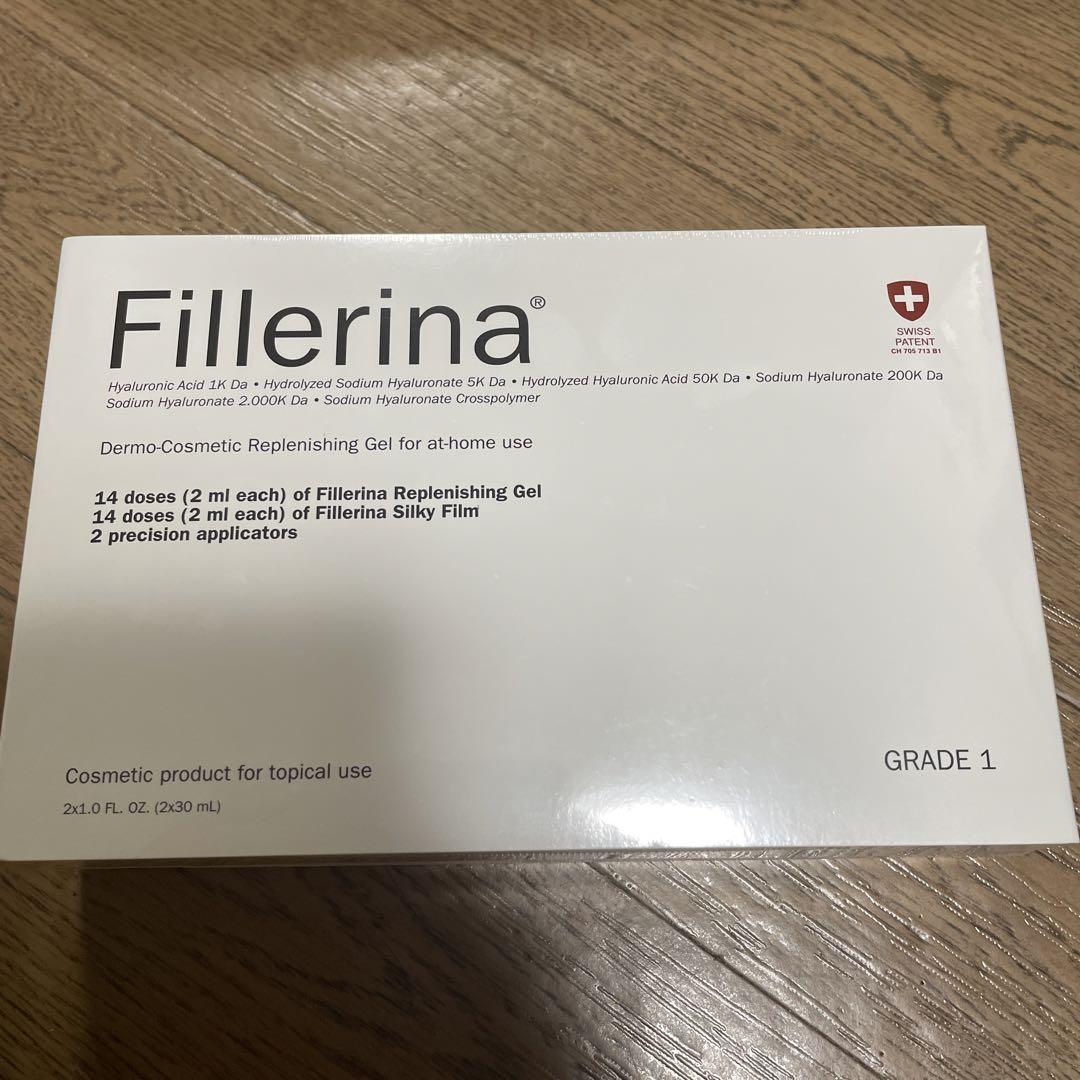 Fillerina®
Hyaluronic Acid 1K Da • Hydrolyzed Sodium Hyaluronate 5K Da • Hydrolyzed Hyaluronic Acid 50K Da • Sodium Hyaluronate 200K Da
Sodium Hyaluronate 2.000K Da • Sodium Hyaluronate Crosspolymer
SWISS
PATENT
CH 705 713 B1
Dermo-Cosmetic Replenishing Gel for at-home use
14 doses (2 ml each) of Fillerina Replenishing Gel
14 doses (2 ml each) of Fillerina Silky Film
2 precision applicators
GRADE 1
Cosmetic product for topical use
2x1.0 FL. OZ. (2x30 mL)